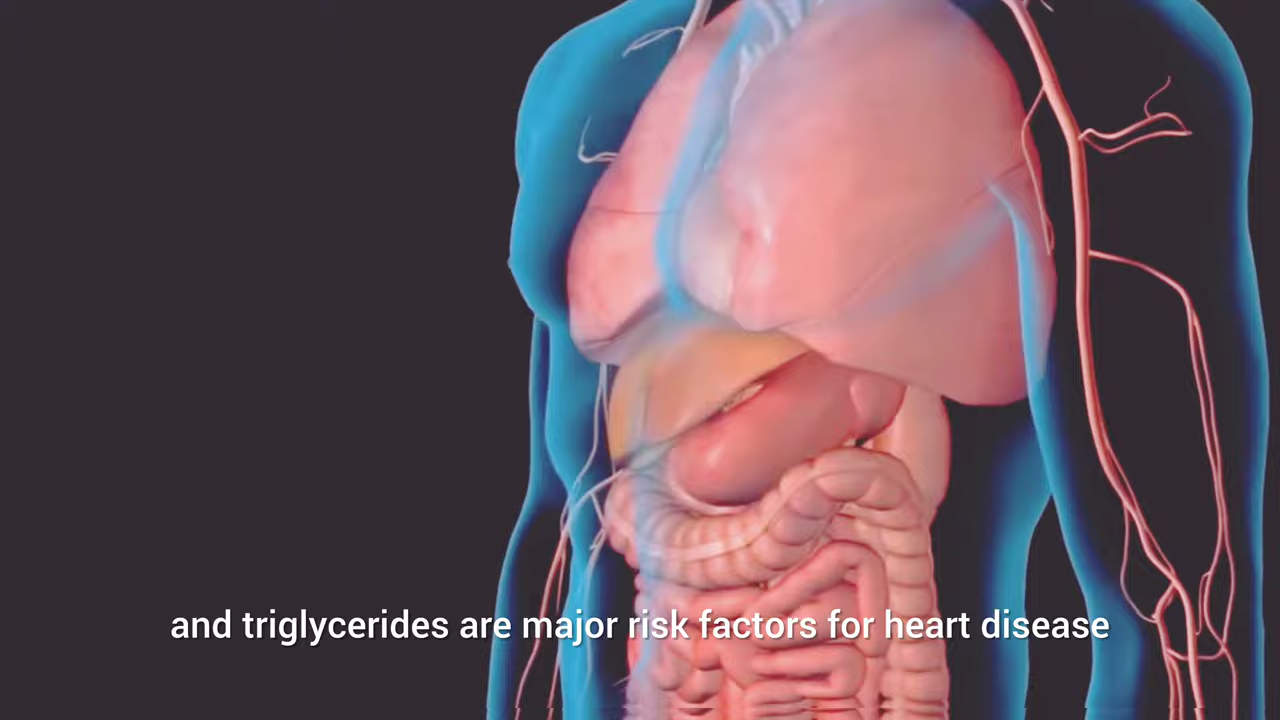 and triglycerides are major risk factors for heart disease